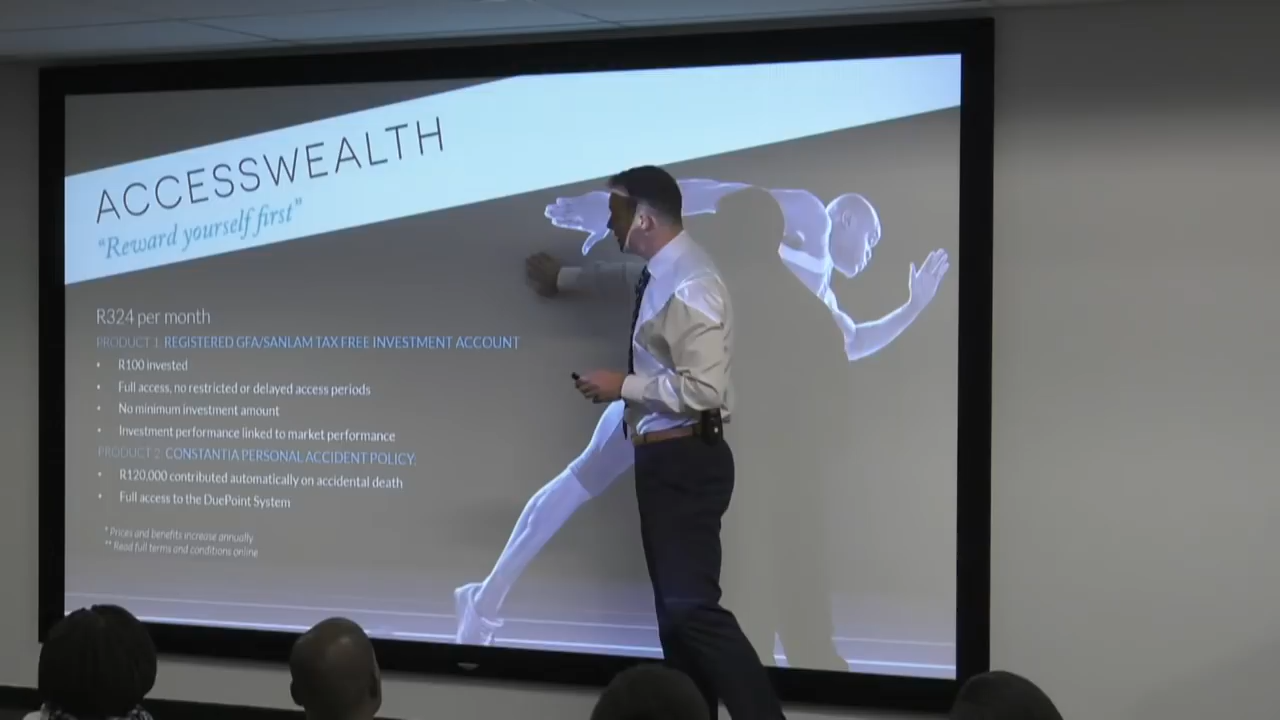 ACCESSWEALTH
"Reward yourself first"
R324 per month
PRODUCT 1: REGISTERED GFA/SANLAM TAX FREE INVESTMENT ACCOUNT
• R100 invested
• Full access, no restricted or delayed access periods
• No minimum investment amount
• Investment performance linked to market performance
PRODUCT 2: CONSTANTIA PERSONAL ACCIDENT POLICY:
• R120,000 contributed automatically on accidental death
• Full access to the DuePoint System
* Prices and benefits increase annually
** Read full terms and conditions online